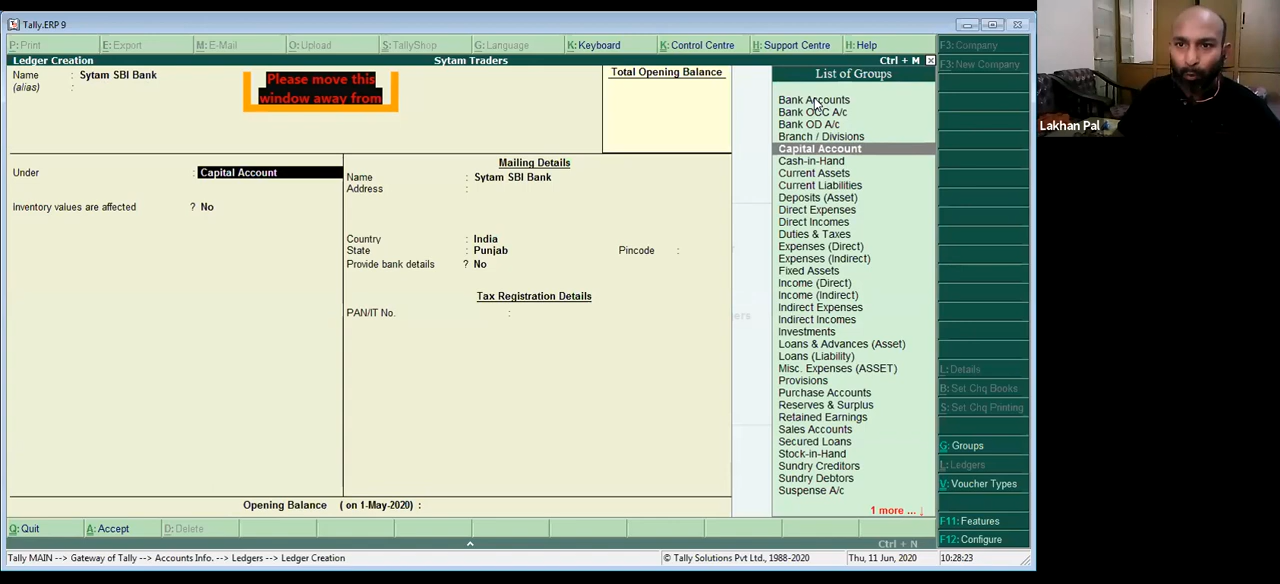 Tally.ERP 9
P: Print
E: Export
M: E-Mail
O: Upload
S: TallyShop
G: Language
K: Keyboard
K: Control Centre
H: Support Centre
H: Help
Ledger Creation
Sytam Traders
Ctrl + M
Name : Sytam SBI Bank
(alias) :
Please move this
window away from
Total Opening Balance
Under : Capital Account
Inventory values are affected ? No
Mailing Details
Name : Sytam SBI Bank
Address :
Country : India
State : Punjab
Pincode :
Provide bank details ? No
Tax Registration Details
PAN/IT No. :
Opening Balance ( on 1-May-2020) :
List of Groups
Bank Accounts
Bank OCC A/c
Bank OD A/c
Branch / Divisions
Capital Account
Cash-in-Hand
Current Assets
Current Liabilities
Deposits (Asset)
Direct Expenses
Direct Incomes
Duties & Taxes
Expenses (Direct)
Expenses (Indirect)
Fixed Assets
Income (Direct)
Income (Indirect)
Indirect Expenses
Indirect Incomes
Investments
Loans & Advances (Asset)
Loans (Liability)
Misc. Expenses (ASSET)
Provisions
Purchase Accounts
Reserves & Surplus
Retained Earnings
Sales Accounts
Secured Loans
Stock-in-Hand
Sundry Creditors
Sundry Debtors
Suspense A/c
1 more ... ↓
F3: Company
F3: New Company
L: Details
B: Set Chq Books
S: Set Chq Printing
G: Groups
L: Ledgers
V: Voucher Types
F11: Features
F12: Configure
Q: Quit
A: Accept
D: Delete
Ctrl + N
Tally MAIN --> Gateway of Tally --> Accounts Info. --> Ledgers --> Ledger Creation
© Tally Solutions Pvt Ltd., 1988-2020
Thu, 11 Jun, 2020
10:28:23
Lakhan Pal